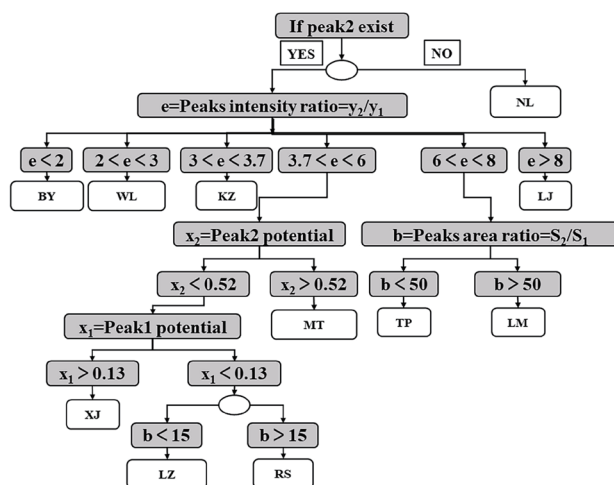 If peak2 exist
YES
NO
NL
e=Peaks intensity ratio=y₂/y₁
e < 2
2 < e < 3
3 < e < 3.7
3.7 < e < 6
6 < e < 8
e > 8
BY
WL
KZ
LJ
x₂=Peak2 potential
b=Peaks area ratio=S₂/S₁
x₂ < 0.52
x₂ > 0.52
b < 50
b > 50
MT
TP
LM
x₁=Peak1 potential
x₁ > 0.13
x₁ < 0.13
XJ
b < 15
b > 15
LZ
RS